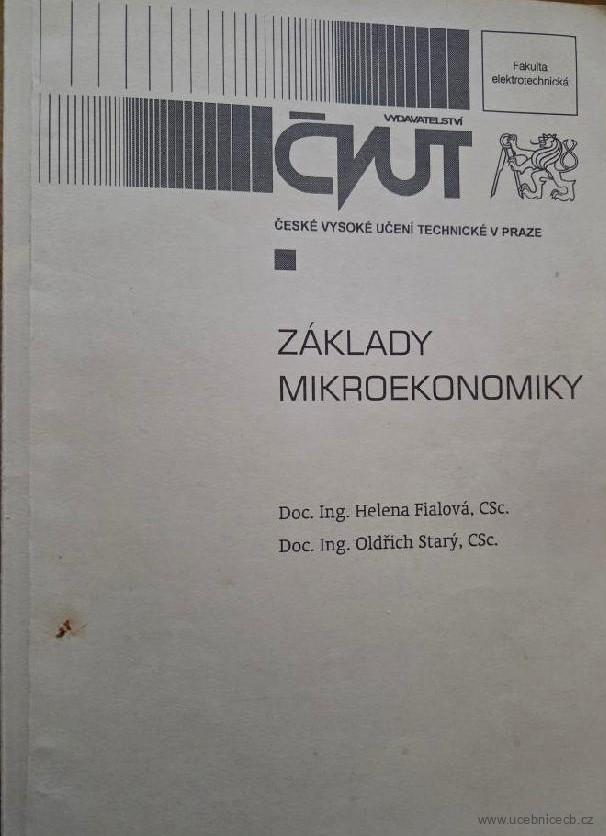 Fakulta
elektrotechnická
VYDAVATELSTVÍ
ČVUT
ČESKÉ VYSOKÉ UČENÍ TECHNICKÉ V PRAZE
ZÁKLADY
MIKROEKONOMIKY
Doc. Ing. Helena Fialová, CSc.
Doc. Ing. Oldřich Starý, CSc.
www.ucebnicecb.cz